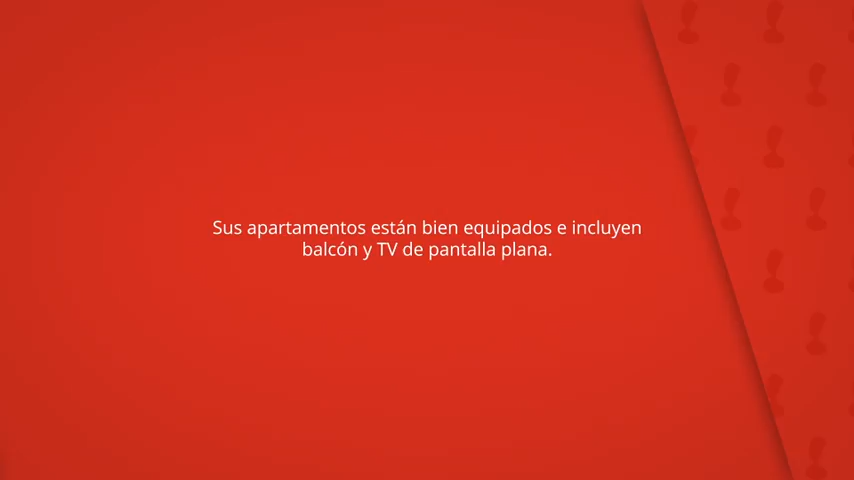 Sus apartamentos están bien equipados e incluyen
balcón y TV de pantalla plana.